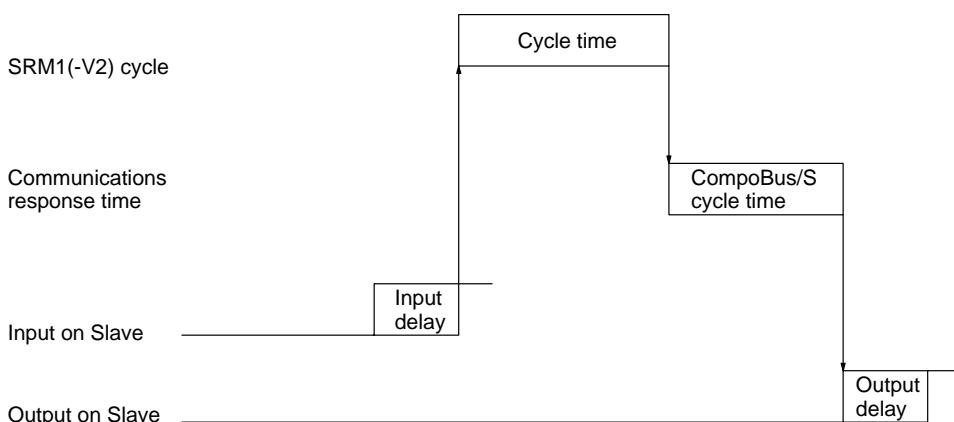 Cycle time
SRM1(-V2) cycle
Communications
response time
CompoBus/S
cycle time
Input
delay
Input on Slave
Output
delay
Output on Slave